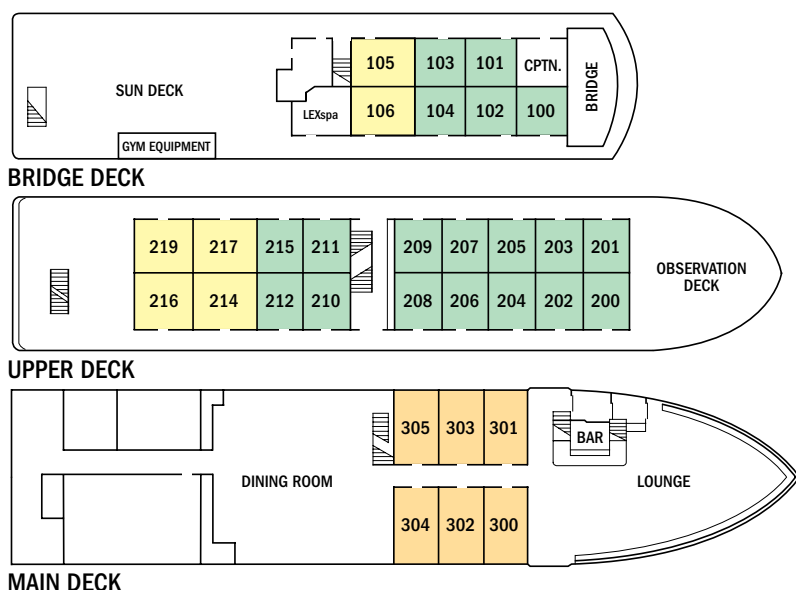 105 103 101 CPTN.
SUN DECK
BRIDGE
LEXspa 106 104 102 100
GYM EQUIPMENT
BRIDGE DECK
219 217 215 211 209 207 205 203 201
OBSERVATION
DECK
216 214 212 210 208 206 204 202 200
UPPER DECK
305 303 301
BAR
DINING ROOM
LOUNGE
304 302 300
MAIN DECK